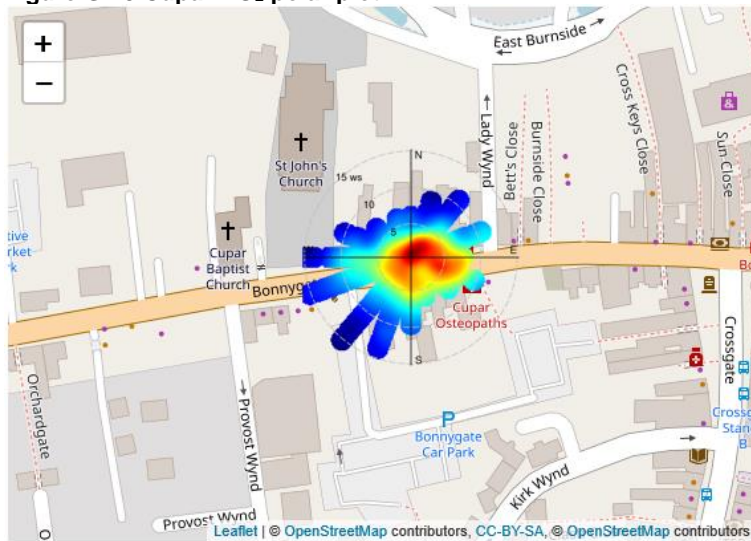 +
−
East Burnside
Cross Keys Close
Lady Wynd
Bett's Close
Burnside Close
Sun Close
St John's
Church
N
15 ws
10
5
E
S
Cupar
Baptist
Church
Cupar
Osteopaths
Crossgate
Orchardgate
Provost Wynd
P
Bonnygate
Car Park
Kirk Wynd
Provost Wynd
Leaflet | © OpenStreetMap contributors, CC-BY-SA, © OpenStreetMap contributors